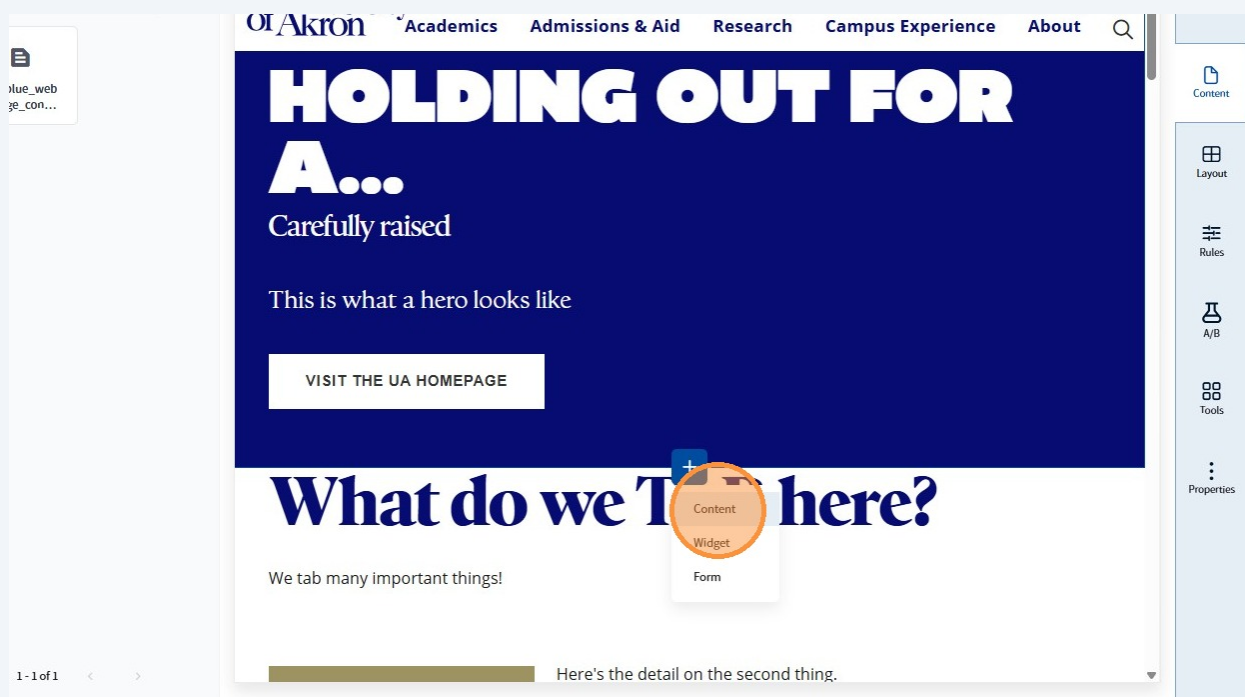 of Akron
Academics
Admissions & Aid
Research
Campus Experience
About
blue_web
ge_con...
HOLDING OUT FOR
A...
Carefully raised
This is what a hero looks like
VISIT THE UA HOMEPAGE
What do we T here?
Content
Widget
Form
We tab many important things!
Here's the detail on the second thing.
1 - 1 of 1
Content
Layout
Rules
A/B
Tools
Properties